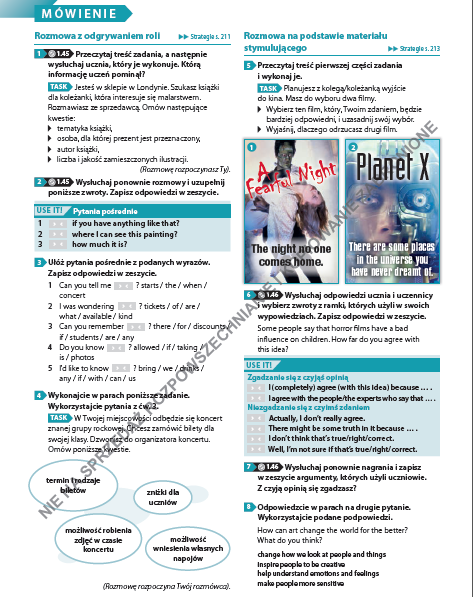 MÓWIENIE
Rozmowa z odgrywaniem roli
Strategie s. 211
1 1.45 Przeczytaj treść zadania, a następnie
wysłuchaj ucznia, który je wykonuje. Którą
informację uczeń pominął?
TASK Jesteś w sklepie w Londynie. Szukasz książki
dla koleżanki, która interesuje się malarstwem.
Rozmawiasz ze sprzedawcą. Omów następujące
kwestie:
tematyka książki,
osoba, dla której prezent jest przeznaczony,
autor książki,
liczba i jakość zamieszczonych ilustracji.
(Rozmowę rozpoczynasz Ty).
2 1.45 Wysłuchaj ponownie rozmowy i uzupełnij
poniższe zwroty. Zapisz odpowiedzi w zeszycie.
USE IT! Pytania pośrednie
1 if you have anything like that?
2 where I can see this painting?
3 how much it is?
3 Ułóż pytania pośrednie z podanych wyrazów.
Zapisz odpowiedzi w zeszycie.
1 Can you tell me ? starts / the / when /
concert
2 I was wondering ? tickets / of / are /
what / available / kind
3 Can you remember ? there / for / discounts /
if / students / are / any
4 Do you know ? allowed / if / taking /
is / photos
5 I'd like to know ? bring / we / drinks /
any / if / with / can / us
4 Wykonajcie w parach poniższe zadanie.
Wykorzystajcie pytania z ćw. 3.
TASK W Twojej miejscowości odbędzie się koncert
znanej grupy rockowej. Chcesz zamówić bilety dla
swojej klasy. Dzwonisz do organizatora koncertu.
Omów poniższe kwestie.
termin i rodzaje
biletów
zniżki dla
uczniów
możliwość robienia
zdjęć w czasie
koncertu
możliwość
wniesienia własnych
napojów
(Rozmowę rozpoczyna Twój rozmówca).
Rozmowa na podstawie materiału
stymulującego
Strategie s. 213
5 Przeczytaj treść pierwszej części zadania
i wykonaj je.
TASK Planujesz z kolegą/koleżanką wyjście
do kina. Masz do wyboru dwa filmy.
Wybierz ten film, który, Twoim zdaniem, będzie
bardziej odpowiedni, i uzasadnij swój wybór.
Wyjaśnij, dlaczego odrzucasz drugi film.
1
A
Fearful Night
The night no one
comes home.
2
Planet X
There are some places
in the universe you
have never dreamt of.
6 1.46 Wysłuchaj odpowiedzi ucznia i uczennicy
i wybierz zwroty z ramki, których użyli w swoich
wypowiedziach. Zapisz odpowiedzi w zeszycie.
Some people say that horror films have a bad
influence on children. How far do you agree with
this idea?
USE IT!
Zgadzanie się z czyjąś opinią
I (completely) agree (with this idea) because ... .
I agree with the people/the experts who say that ... .
Niezgadzanie się z czyimś zdaniem
Actually, I don't really agree.
There might be some truth in it because ... .
I don't think that's true/right/correct.
Well, I'm not sure if that's true/right/correct.
7 1.46 Wysłuchaj ponownie nagrania i zapisz
w zeszycie argumenty, których użyli uczniowie.
Z czyją opinią się zgadzasz?
8 Odpowiedzcie w parach na drugie pytanie.
Wykorzystajcie podane podpowiedzi.
How can art change the world for the better?
What do you think?
change how we look at people and things
inspire people to be creative
help understand emotions and feelings
make people more sensitive